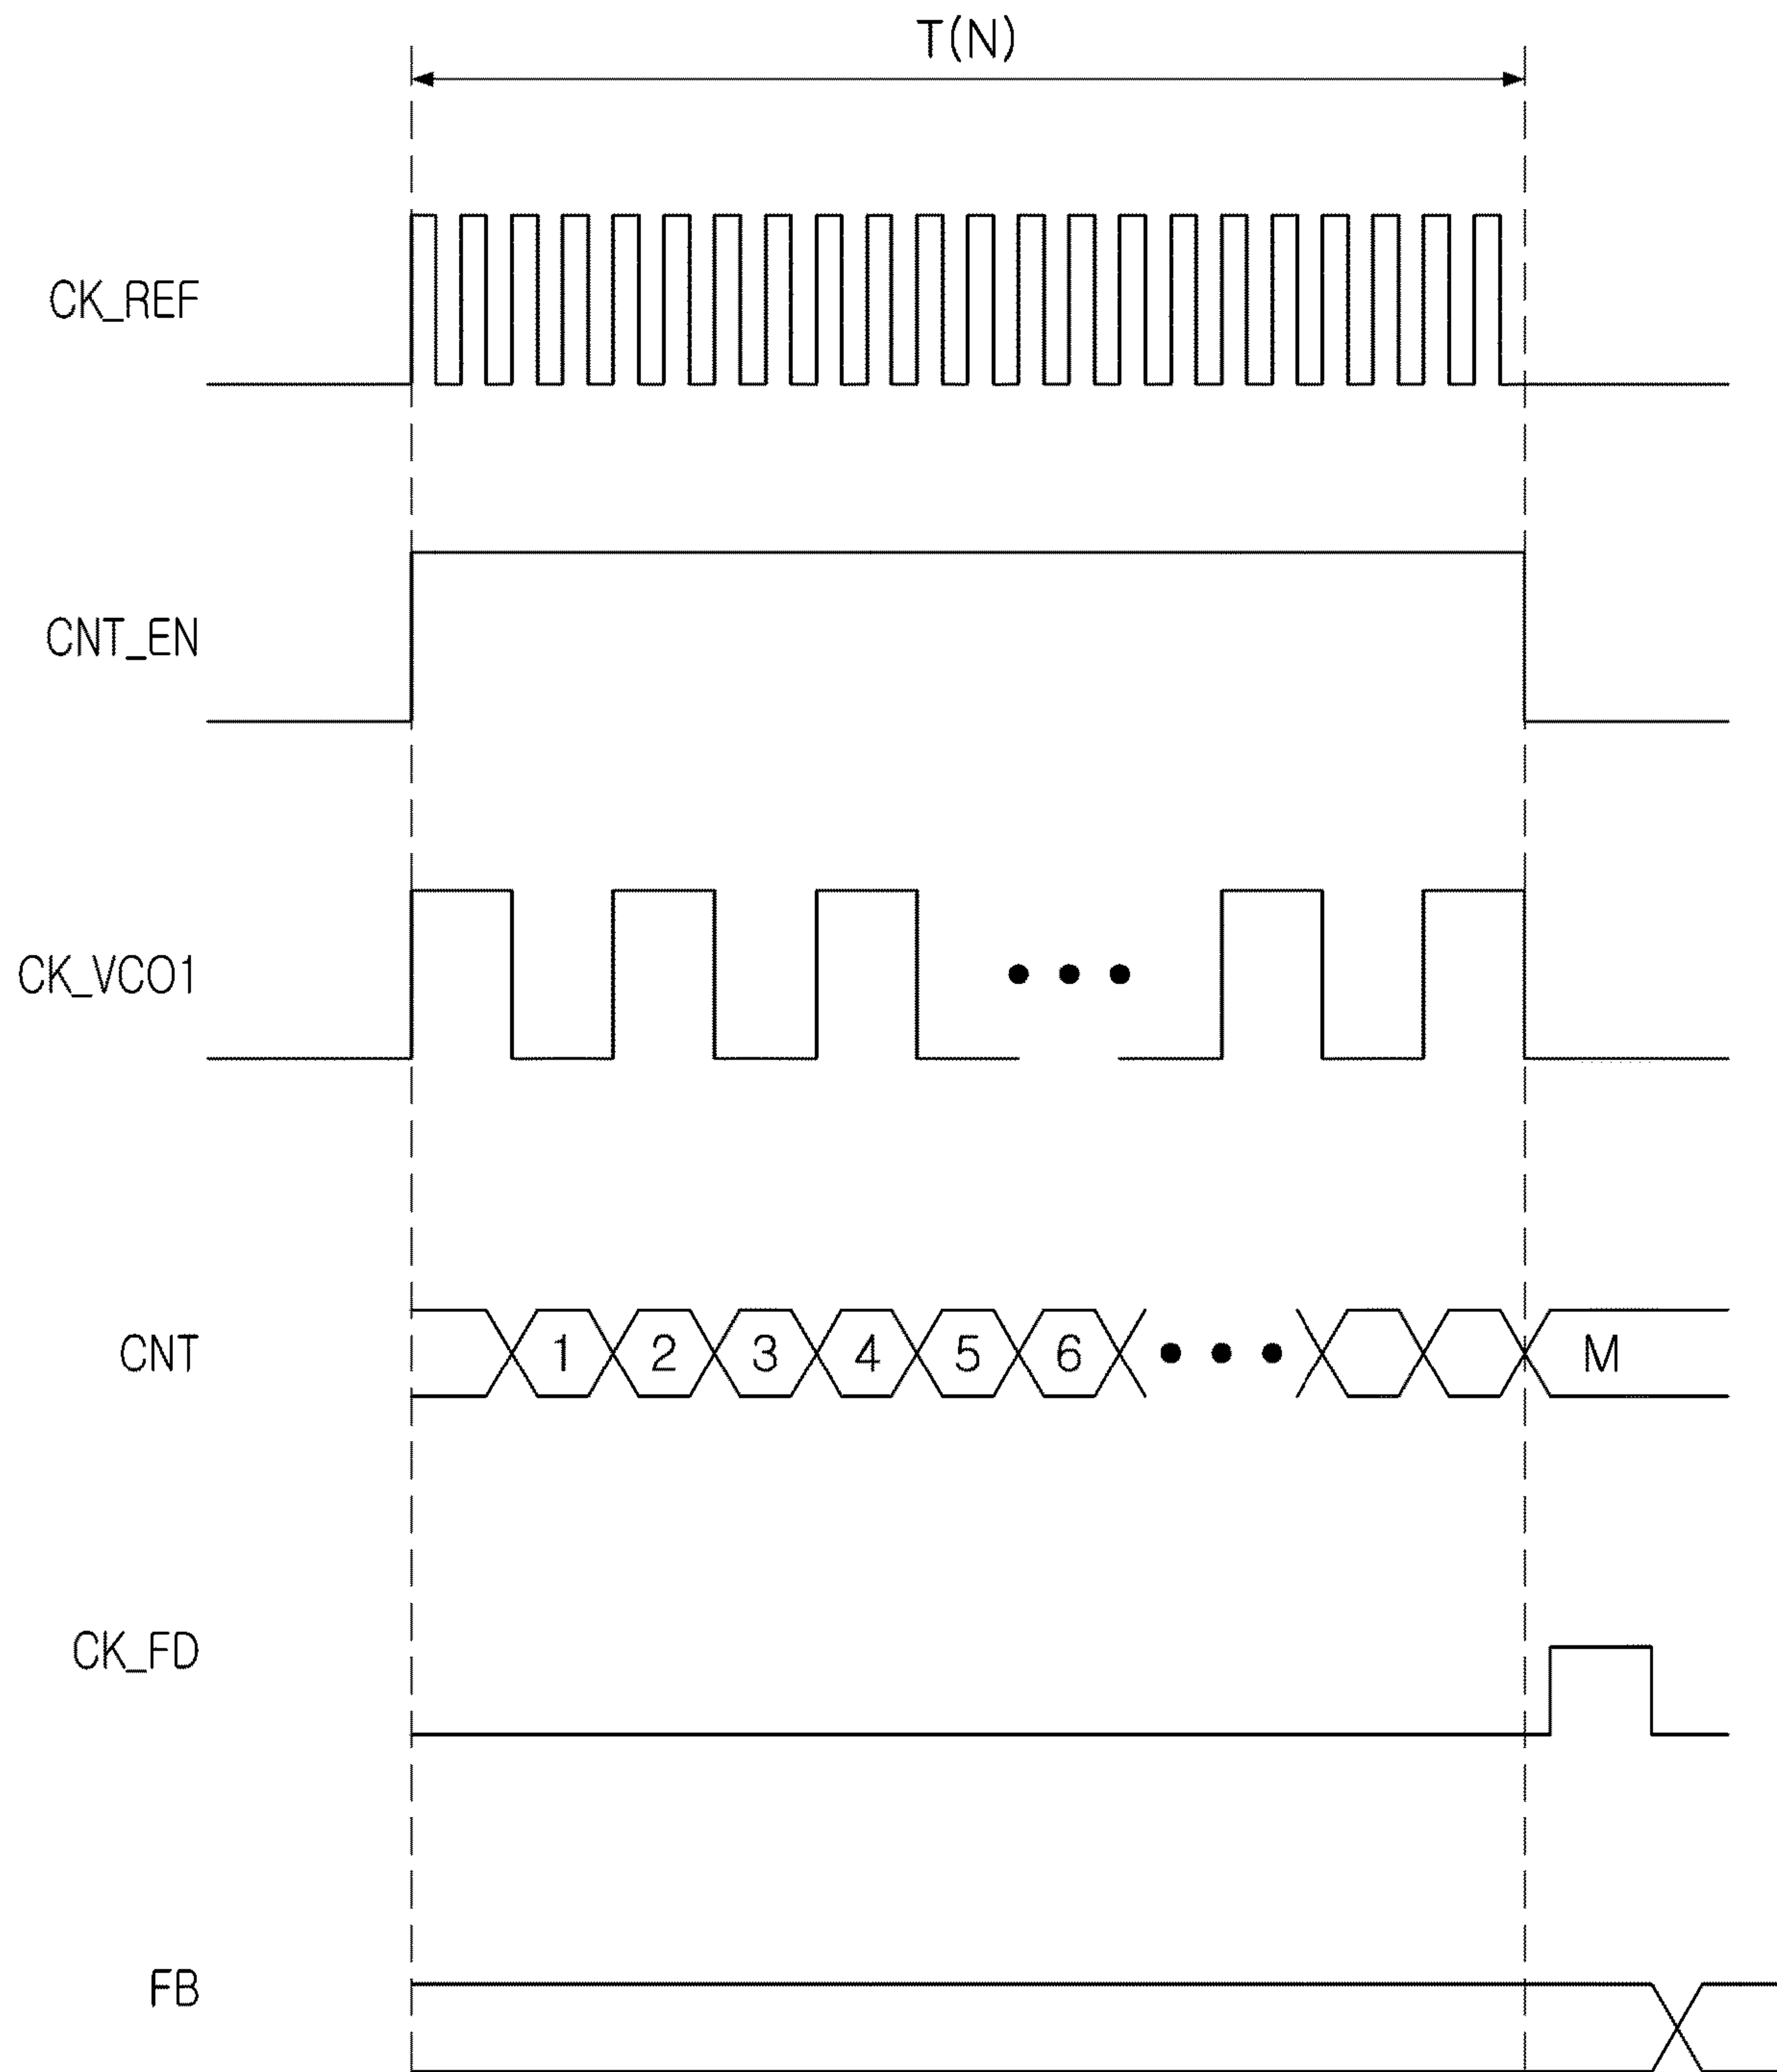 T(N)
CK_REF
CNT_EN
CK_VCO1
CNT 1 2 3 4 5 6 M
CK_FD
FB